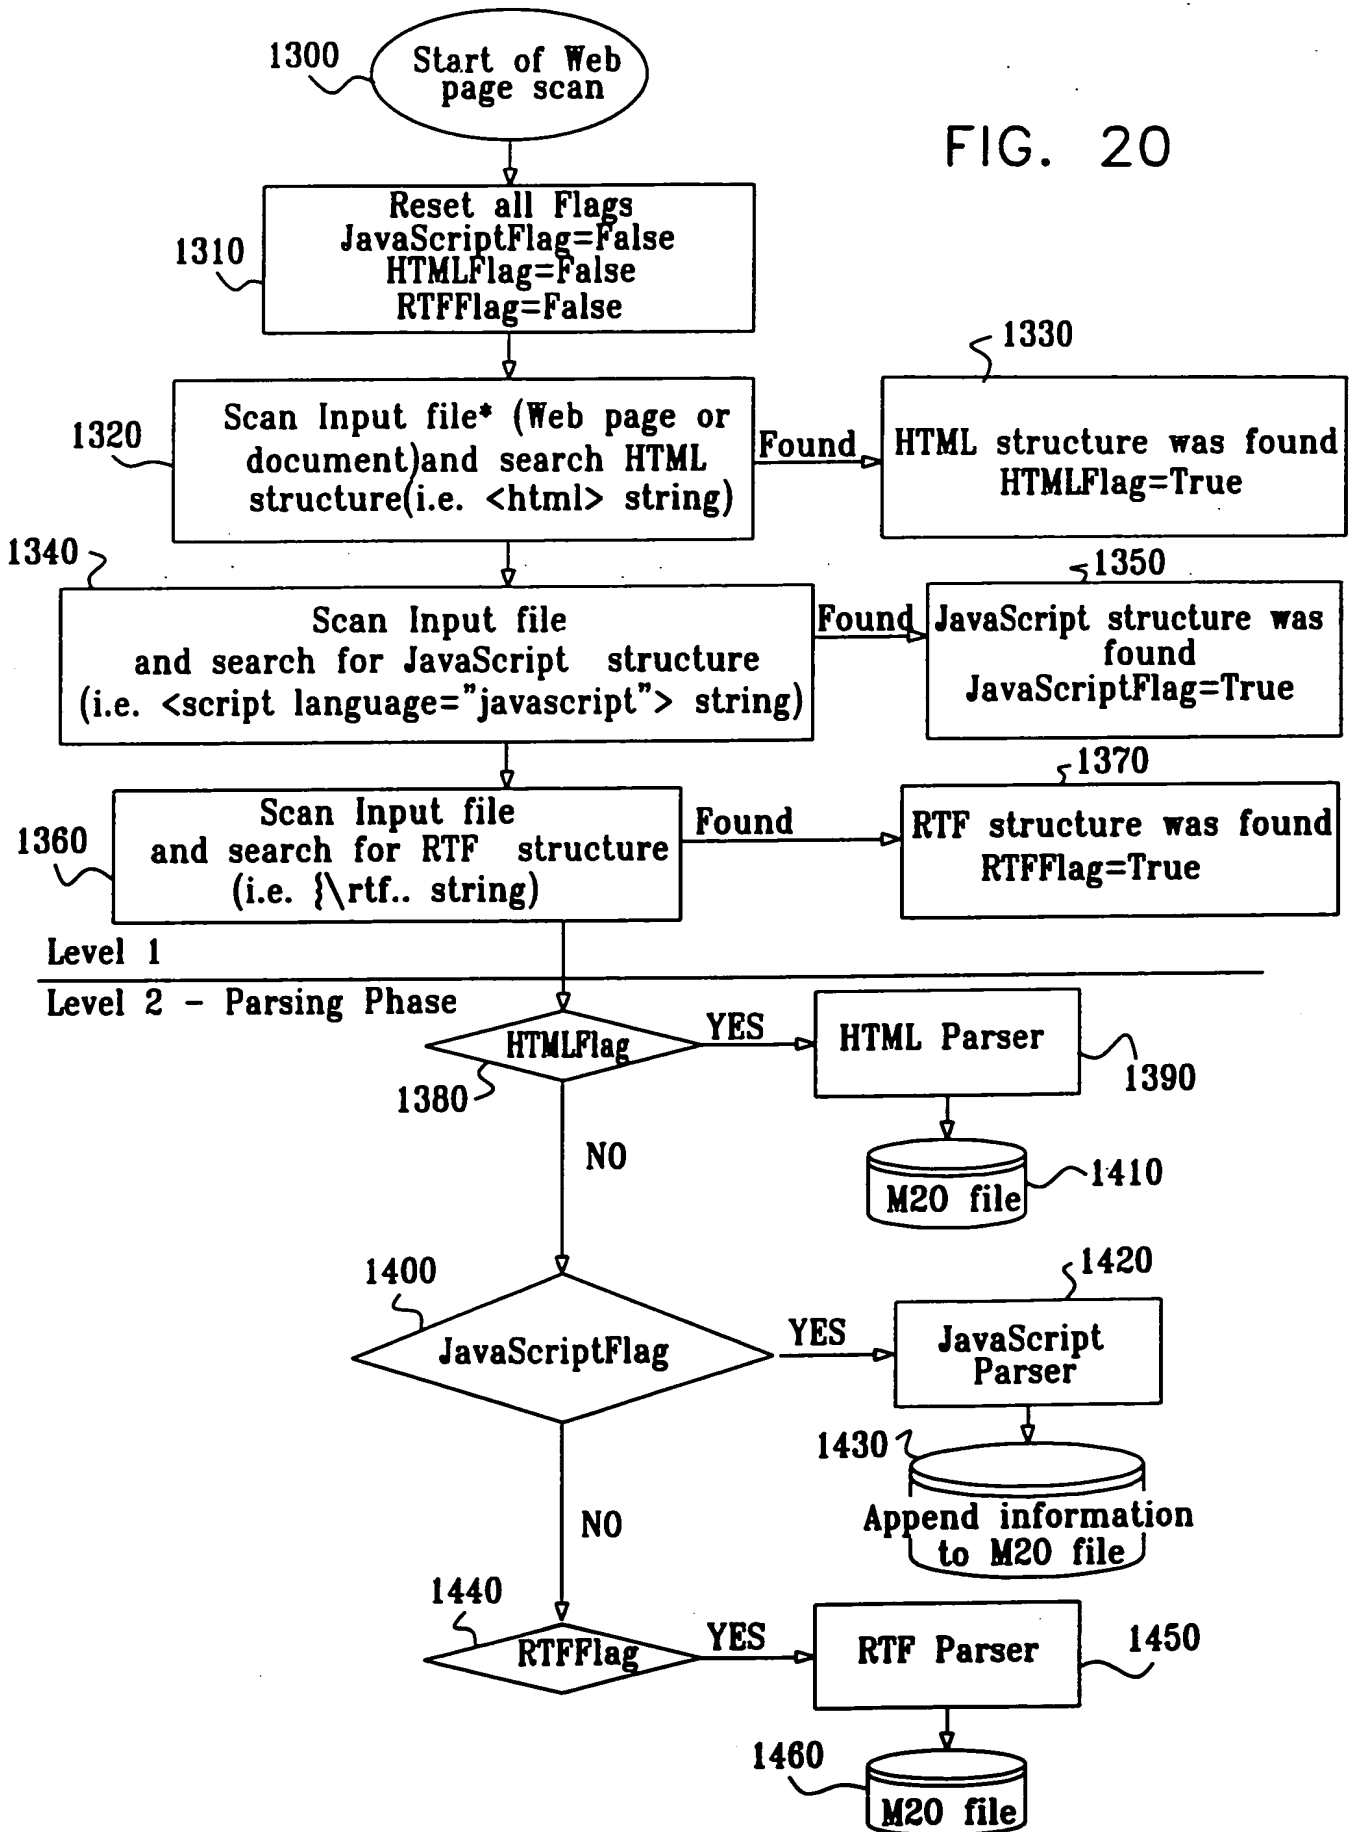 1300
Start of Web
page scan
FIG. 20
1310
Reset all Flags
JavaScriptFlag=False
HTMLFlag=False
RTFFlag=False
1320
Scan Input file* (Web page or
document)and search HTML
structure(i.e. <html> string)
Found
1330
HTML structure was found
HTMLFlag=True
1340
Scan Input file
and search for JavaScript structure
(i.e. <script language="javascript"> string)
Found
1350
JavaScript structure was
found
JavaScriptFlag=True
1360
Scan Input file
and search for RTF structure
(i.e. {\rtf.. string)
Found
1370
RTF structure was found
RTFFlag=True
Level 1
Level 2 - Parsing Phase
HTMLFlag
1380
YES
HTML Parser
1390
NO
M20 file
1410
1400
JavaScriptFlag
YES
1420
JavaScript
Parser
1430
Append information
to M20 file
NO
1440
RTFFlag
YES
RTF Parser
1450
1460
M20 file